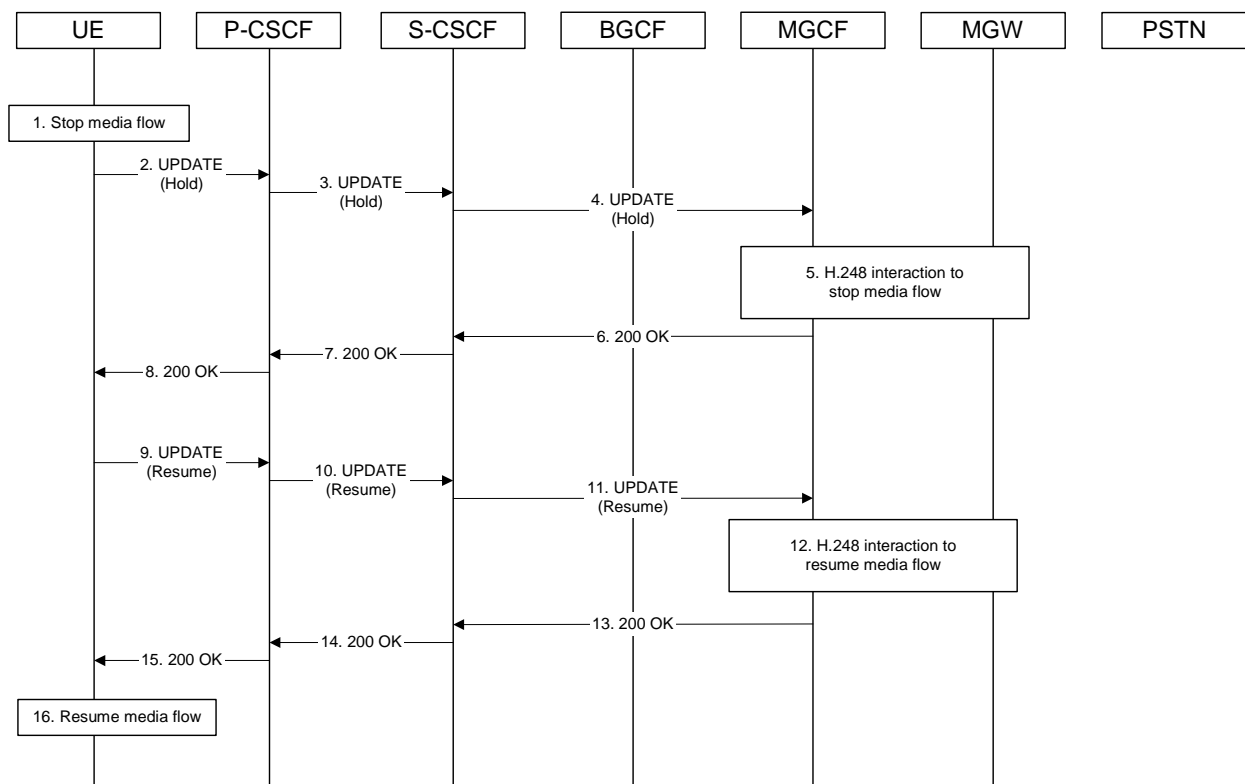 UE
P-CSCF
S-CSCF
BGCF
MGCF
MGW
PSTN
1. Stop media flow
2. UPDATE
(Hold)
3. UPDATE
(Hold)
4. UPDATE
(Hold)
5. H.248 interaction to
stop media flow
6. 200 OK
7. 200 OK
8. 200 OK
9. UPDATE
(Resume)
10. UPDATE
(Resume)
11. UPDATE
(Resume)
12. H.248 interaction to
resume media flow
13. 200 OK
14. 200 OK
15. 200 OK
16. Resume media flow